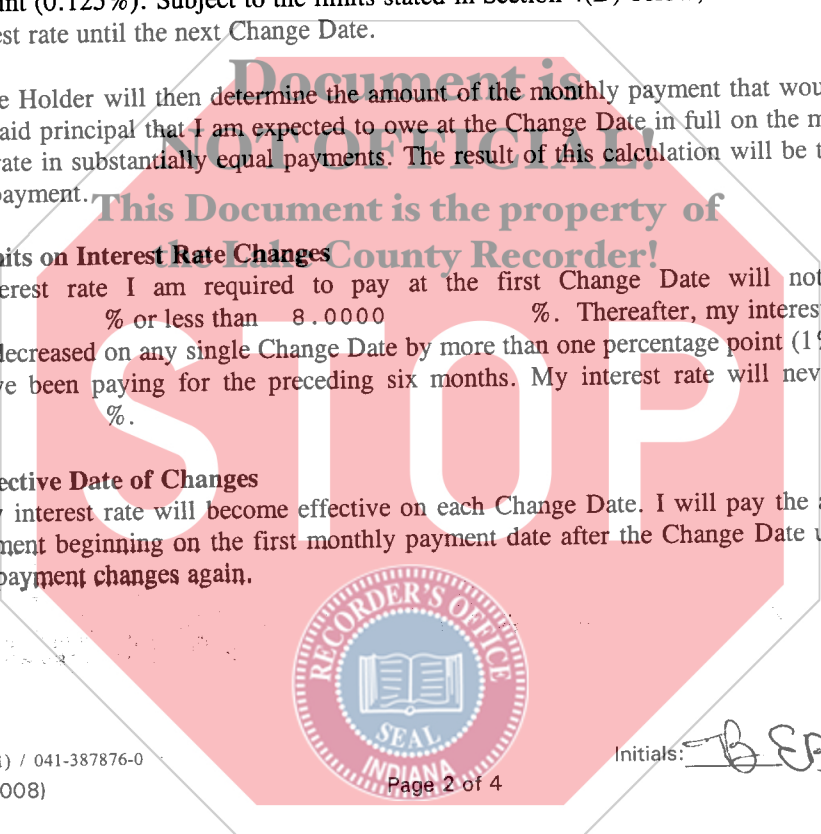 nt (0.125%). Subject to the limits stated in Section 4(D) below,
est rate until the next Change Date.
Document is
e Holder will then determine the amount of the monthly payment that wou
aid principal that I am expected to owe at the Change Date in full on the m
NOT OFFICIAL!
ate in substantially equal payments. The result of this calculation will be t
payment.
This Document is the property of
the Lake County Recorder!
its on Interest Rate Changes
erest rate I am required to pay at the first Change Date will not
% or less than 8.0000 %. Thereafter, my interes
decreased on any single Change Date by more than one percentage point (1%
ve been paying for the preceding six months. My interest rate will nev
%.
STOP
ective Date of Changes
interest rate will become effective on each Change Date. I will pay the a
ment beginning on the first monthly payment date after the Change Date u
payment changes again.
RECORDER'S OFFICE
SEAL
INDIANA
) / 041-387876-0
Initials:
008)
Page 2 of 4